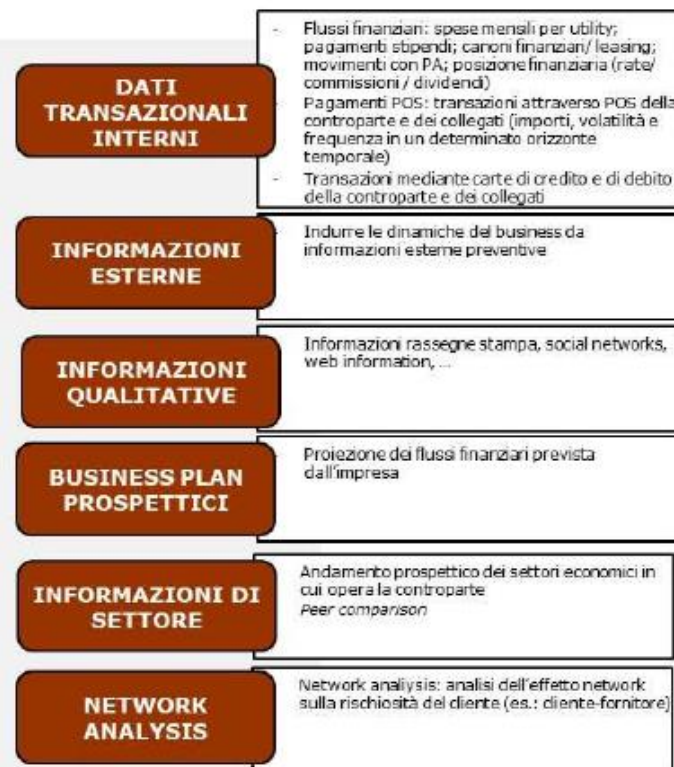 DATI
TRANSAZIONALI
INTERNI
- Flussi finanziari: spese mensili per utility;
pagamenti stipendi; canoni finanziari/ leasing;
movimenti con PA; posizione finanziaria (rate/
commissioni / dividendi)
- Pagamenti POS: transazioni attraverso POS della
controparte e dei collegati (importi, volatilità e
frequenza in un determinato orizzonte
temporale)
- Transazioni mediante carte di credito e di debito
della controparte e dei collegati
INFORMAZIONI
ESTERNE
- Indurre le dinamiche del business da
informazioni esterne preventive
INFORMAZIONI
QUALITATIVE
Informazioni rassegne stampa, social networks,
web information, ...
BUSINESS PLAN
PROSPETTICI
Proiezione dei flussi finanziari prevista
dall'impresa
INFORMAZIONI DI
SETTORE
Andamento prospettico dei settori economici in
cui opera la controparte
Peer comparison
NETWORK
ANALYSIS
Network analiysis: analisi dell'effetto network
sulla rischiosità del cliente (es.: cliente-fornitore)